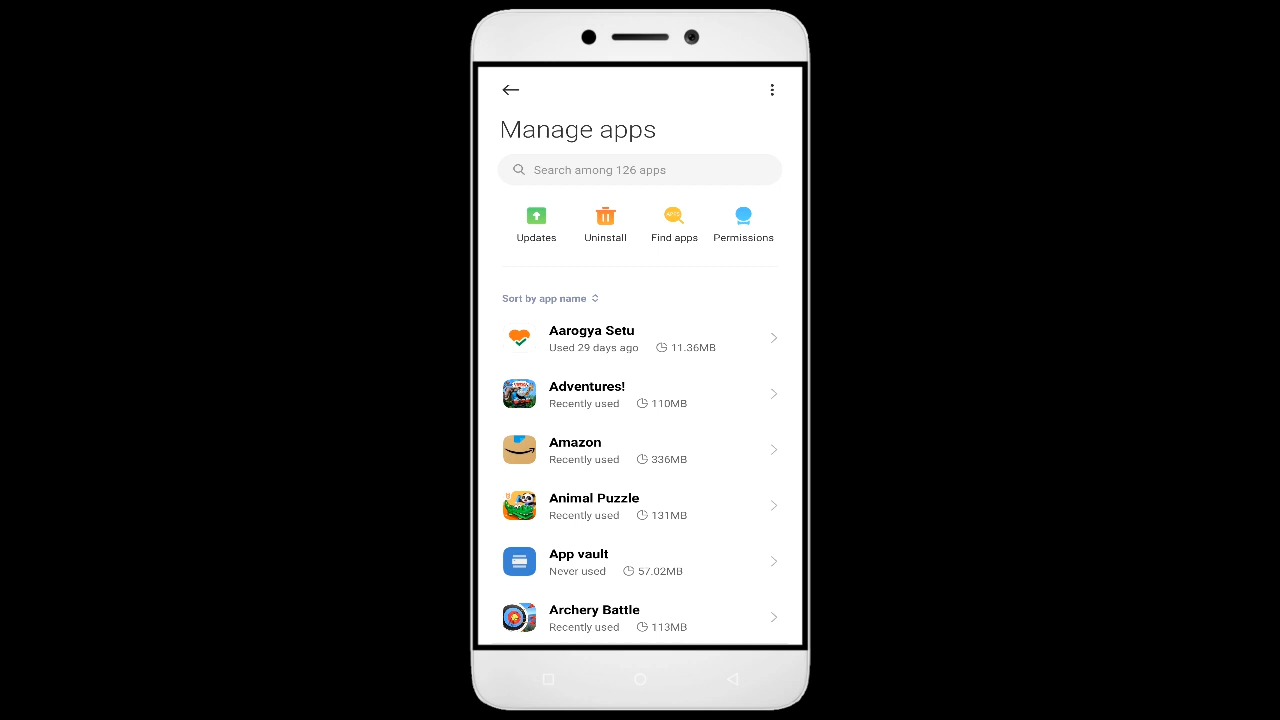 Manage apps
Search among 126 apps
Updates Uninstall Find apps Permissions
Sort by app name
Aarogya Setu
Used 29 days ago 11.36MB
Adventures!
Recently used 110MB
Amazon
Recently used 336MB
Animal Puzzle
Recently used 131MB
App vault
Never used 57.02MB
Archery Battle
Recently used 113MB